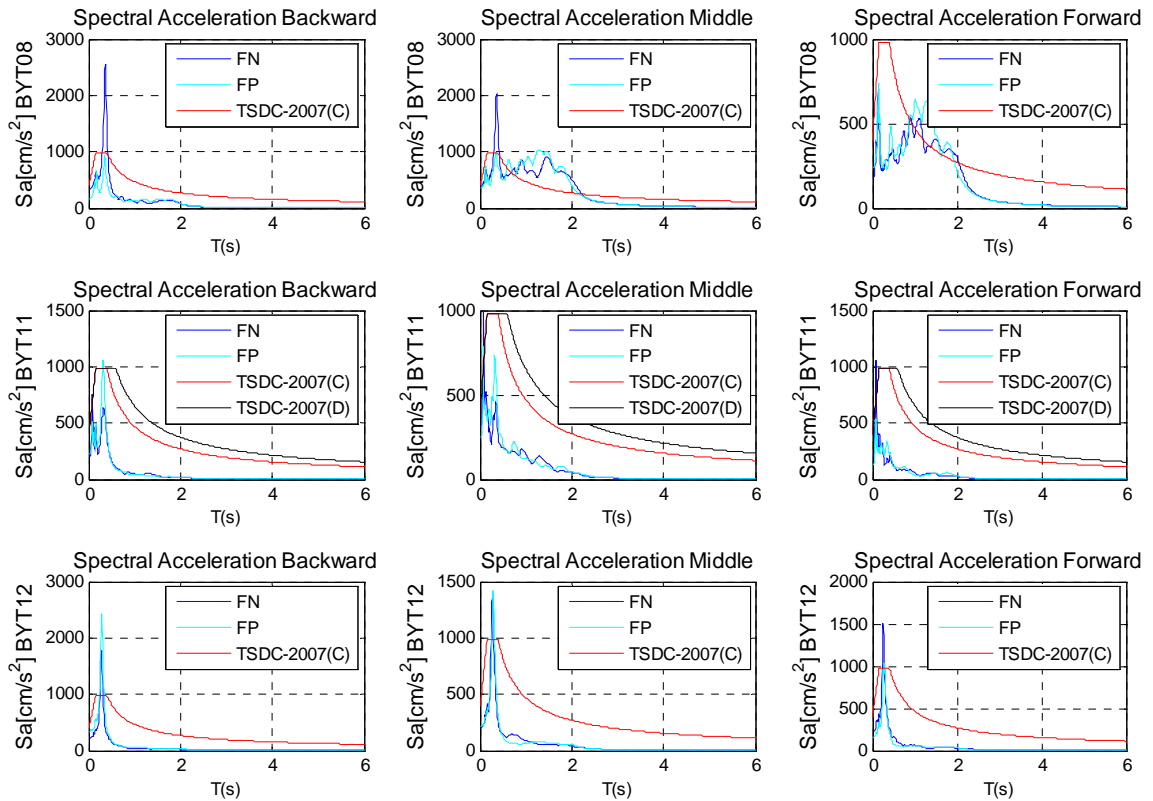 Spectral Acceleration Backward
Sa[cm/s²] BYT08
3000
2000
1000
0
FN
FP
TSDC-2007(C)
0 2 4 6
T(s)
Spectral Acceleration Middle
Sa[cm/s²] BYT08
3000
2000
1000
0
FN
FP
TSDC-2007(C)
0 2 4 6
T(s)
Spectral Acceleration Forward
Sa[cm/s²] BYT08
1000
500
0
FN
FP
TSDC-2007(C)
0 2 4 6
T(s)
Spectral Acceleration Backward
Sa[cm/s²] BYT11
1500
1000
500
0
FN
FP
TSDC-2007(C)
TSDC-2007(D)
0 2 4 6
T(s)
Spectral Acceleration Middle
Sa[cm/s²] BYT11
1000
500
0
FN
FP
TSDC-2007(C)
TSDC-2007(D)
0 2 4 6
T(s)
Spectral Acceleration Forward
Sa[cm/s²] BYT11
1500
1000
500
0
FN
FP
TSDC-2007(C)
TSDC-2007(D)
0 2 4 6
T(s)
Spectral Acceleration Backward
Sa[cm/s²] BYT12
3000
2000
1000
0
FN
FP
TSDC-2007(C)
0 2 4 6
T(s)
Spectral Acceleration Middle
Sa[cm/s²] BYT12
1500
1000
500
0
FN
FP
TSDC-2007(C)
0 2 4 6
T(s)
Spectral Acceleration Forward
Sa[cm/s²] BYT12
2000
1500
1000
500
0
FN
FP
TSDC-2007(C)
0 2 4 6
T(s)